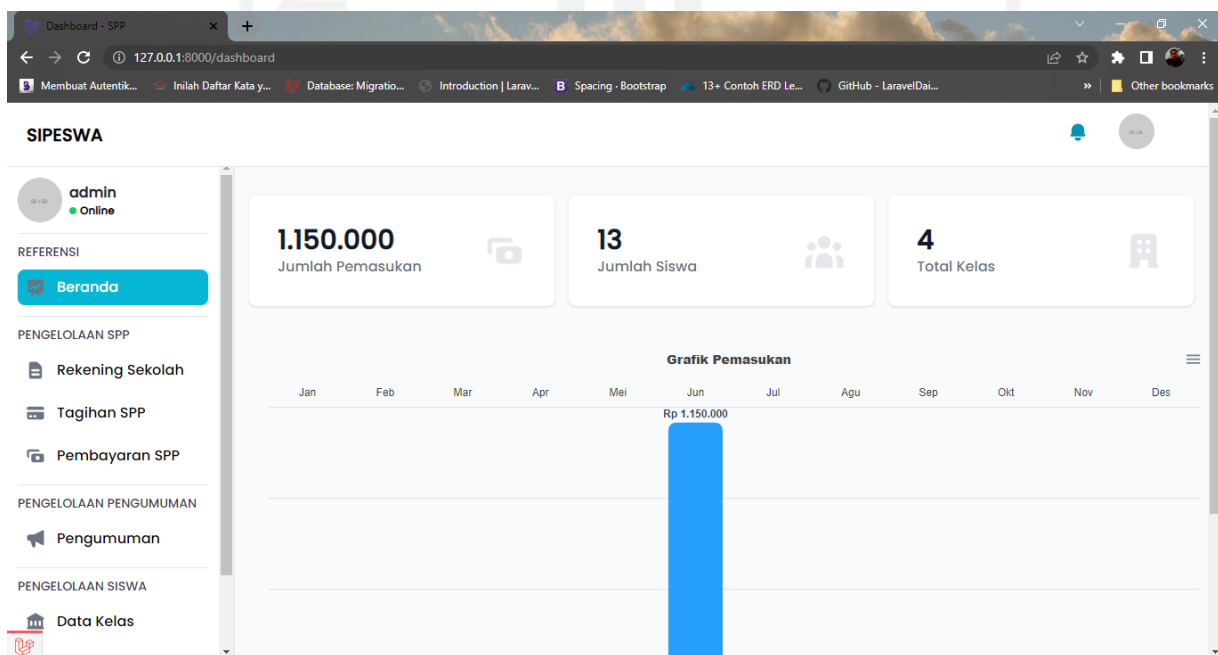 Dashboard - SPP
127.0.0.1:8000/dashboard
Membuat Autentik... Inilah Daftar Kata y... Database: Migratio... Introduction | Larav... Spacing · Bootstrap 13+ Contoh ERD Le... GitHub - LaravelDai... » Other bookmarks
SIPESWA
admin
Online
REFERENSI
Beranda
PENGELOLAAN SPP
Rekening Sekolah
Tagihan SPP
Pembayaran SPP
PENGELOLAAN PENGUMUMAN
Pengumuman
PENGELOLAAN SISWA
Data Kelas
1.150.000
Jumlah Pemasukan
13
Jumlah Siswa
4
Total Kelas
Grafik Pemasukan
Jan Feb Mar Apr Mei Jun Jul Agu Sep Okt Nov Des
Rp 1.150.000